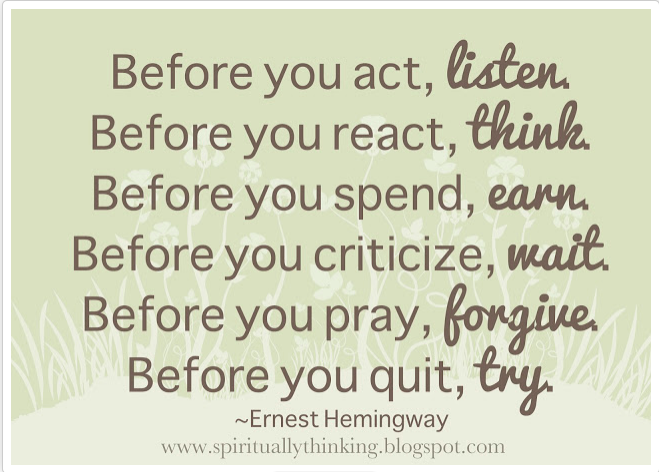 Before you act, listen.
Before you react, think.
Before you spend, earn.
Before you criticize, wait.
Before you pray, forgive.
Before you quit, try.
~Ernest Hemingway
www.spirituallythinking.blogspot.com